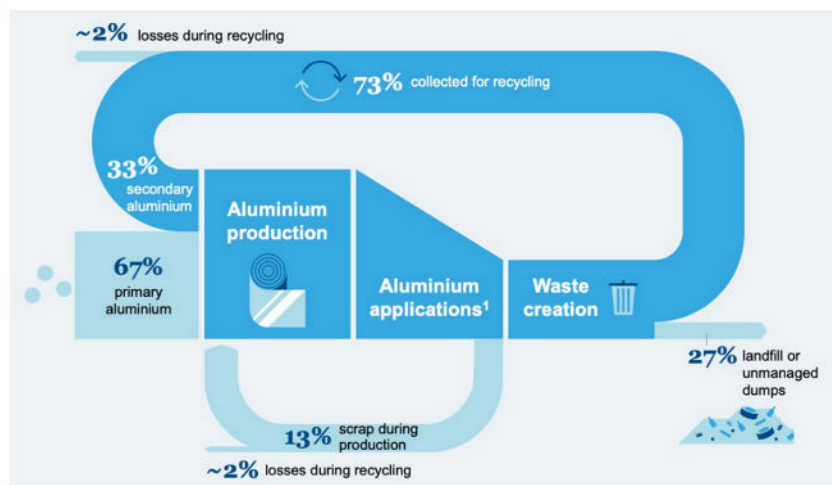 ~2% losses during recycling
73% collected for recycling
33%
secondary
aluminium
67%
primary
aluminium
Aluminium
production
Aluminium
applications¹
Waste
creation
27% landfill or
unmanaged
dumps
13% scrap during
production
~2% losses during recycling